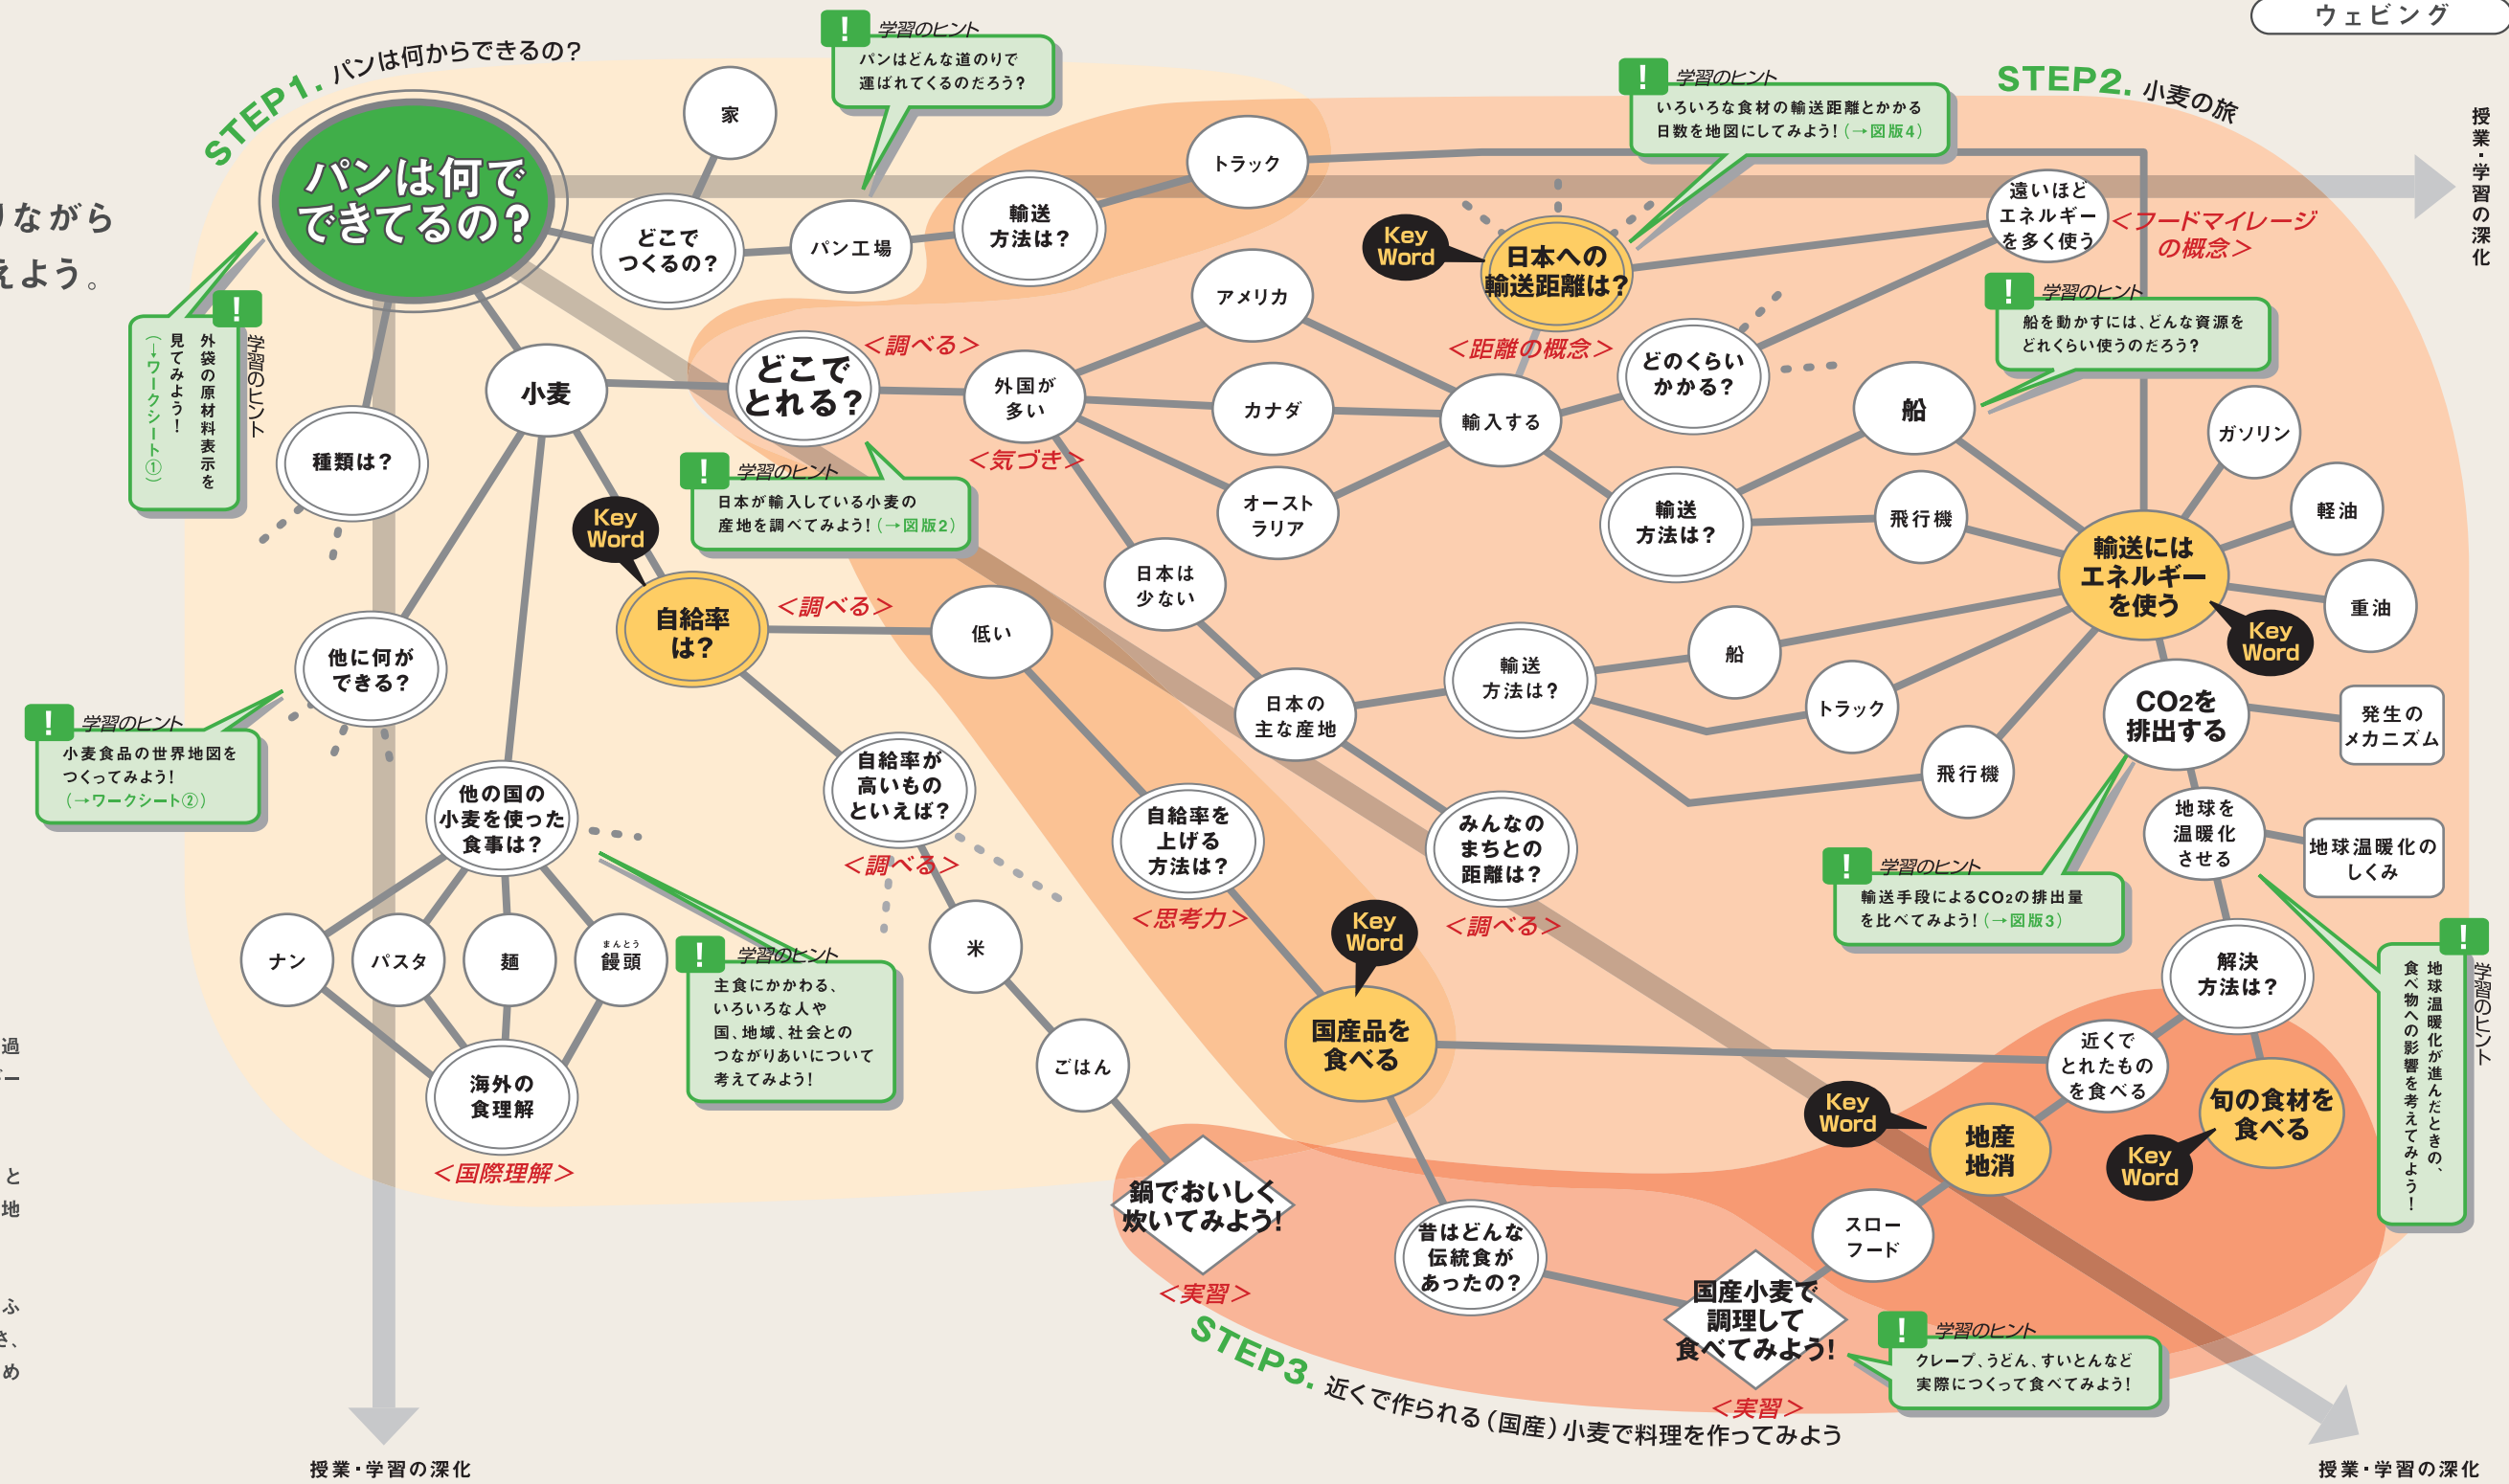 ウェビング
STEP1. パンは何からできるの？
STEP2. 小麦の旅
授業・学習の深化
パンは何で
できてるの？
りながら
えよう。
家
どこで
つくるの？
パン工場
学習のヒント
パンはどんな道のりで
運ばれてくるのだろう？
輸送
方法は？
トラック
学習のヒント
いろいろな食材の輸送距離とかかる
日数を地図にしてみよう！（→図版4）
Key
Word
日本への
輸送距離は？
＜距離の概念＞
遠いほど
エネルギー
を多く使う
＜フードマイレージ
の概念＞
学習のヒント
船を動かすには、どんな資源を
どれくらい使うのだろう？
学習のヒント
外袋の原材料表示を
見てみよう！
（→ワークシート①）
種類は？
小麦
どこで
とれる？
＜調べる＞
外国が
多い
＜気づき＞
アメリカ
カナダ
オースト
ラリア
輸入する
どのくらい
かかる？
輸送
方法は？
船
飛行機
ガソリン
軽油
重油
輸送には
エネルギー
を使う
Key
Word
学習のヒント
日本が輸入している小麦の
産地を調べてみよう！（→図版2）
Key
Word
自給率
は？
＜調べる＞
低い
日本は
少ない
日本の
主な産地
輸送
方法は？
船
トラック
飛行機
CO2を
排出する
発生の
メカニズム
地球を
温暖化
させる
地球温暖化の
しくみ
他に何が
できる？
学習のヒント
小麦食品の世界地図を
つくってみよう！
（→ワークシート②）
他の国の
小麦を使った
食事は？
自給率が
高いもの
といえば？
＜調べる＞
自給率を
上げる
方法は？
＜思考力＞
みんなの
まちとの
距離は？
＜調べる＞
学習のヒント
輸送手段によるCO2の排出量
を比べてみよう！（→図版3）
解決
方法は？
学習のヒント
地球温暖化が進んだときの、
食べ物への影響を考えてみよう！
ナン
パスタ
麺
まんとう
饅頭
学習のヒント
主食にかかわる、
いろいろな人や
国、地域、社会との
つながりあいについて
考えてみよう！
米
ごはん
Key
Word
国産品を
食べる
近くで
とれたもの
を食べる
Key
Word
地産
地消
旬の食材を
食べる
Key
Word
海外の
食理解
＜国際理解＞
鍋でおいしく
炊いてみよう！
＜実習＞
昔はどんな
伝統食が
あったの？
スロー
フード
国産小麦で
調理して
食べてみよう！
＜実習＞
学習のヒント
クレープ、うどん、すいとんなど
実際につくって食べてみよう！
STEP3. 近くで作られる（国産）小麦で料理を作ってみよう
過
ー
と
地
ふ
さ、
め
授業・学習の深化
授業・学習の深化